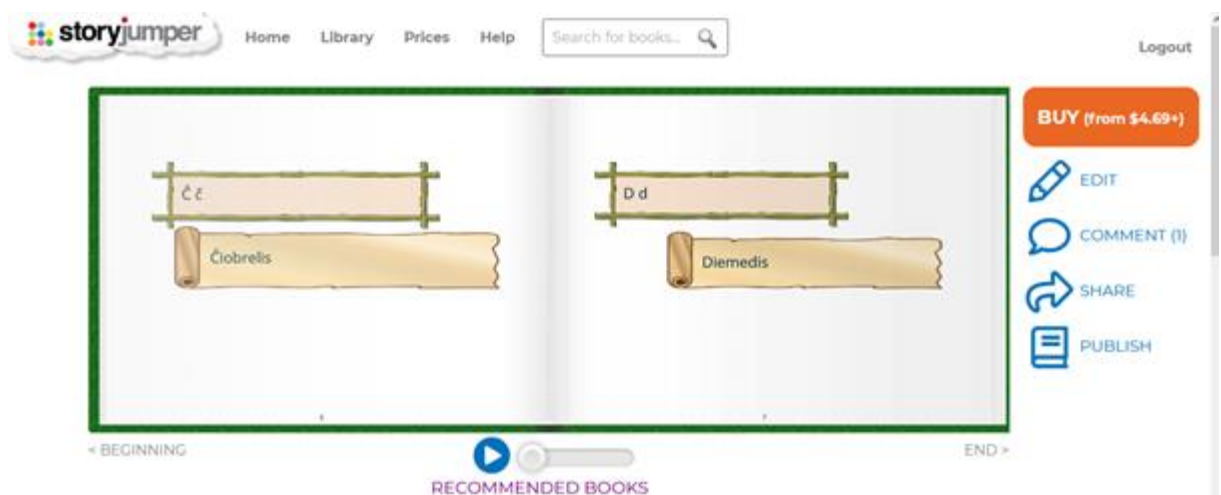 storyjumper
Home Library Prices Help Search for books...
Logout
BUY (from $4.69+)
EDIT
COMMENT (1)
SHARE
PUBLISH
Č č
Čiobrelis
D d
Diemedis
< BEGINNING
END >
RECOMMENDED BOOKS